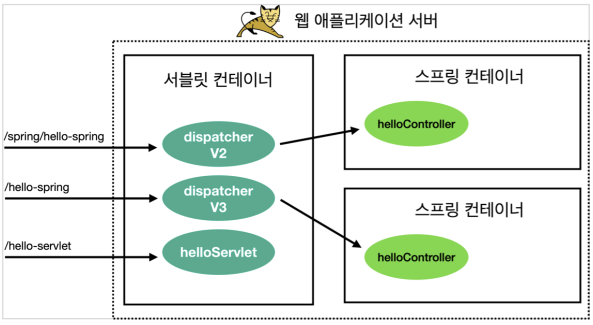 웹 애플리케이션 서버
서블릿 컨테이너
스프링 컨테이너
helloController
/spring/hello-spring
dispatcher
V2
/hello-spring
dispatcher
V3
스프링 컨테이너
/hello-servlet
helloServlet
helloController